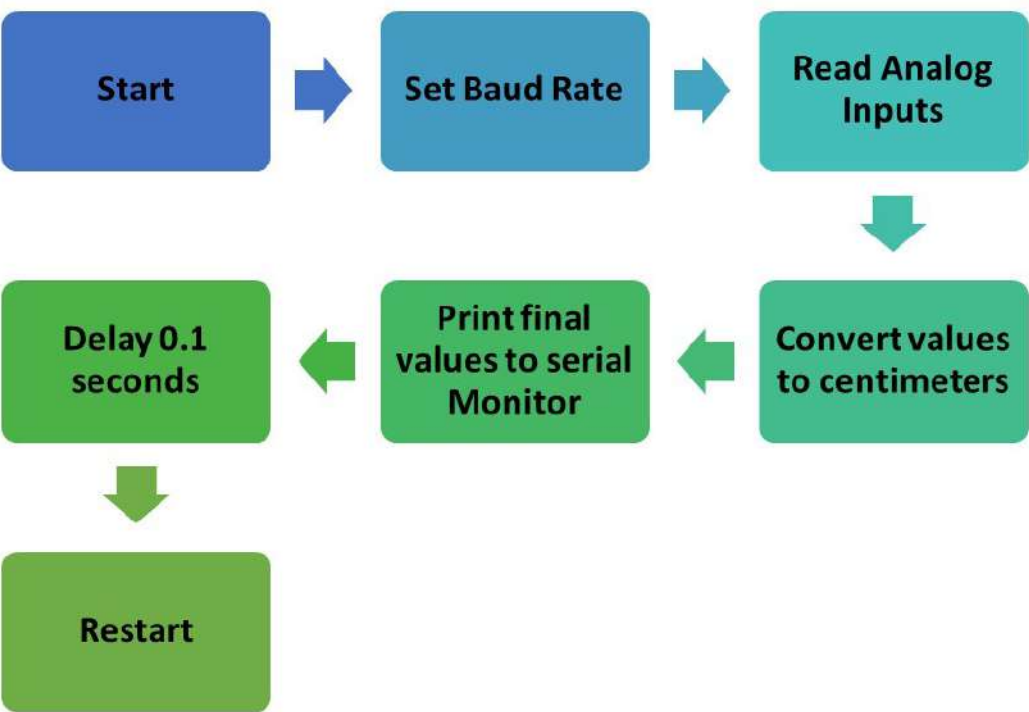 Start
Set Baud Rate
Read Analog
Inputs
Convert values
to centimeters
Print final
values to serial
Monitor
Delay 0.1
seconds
Restart